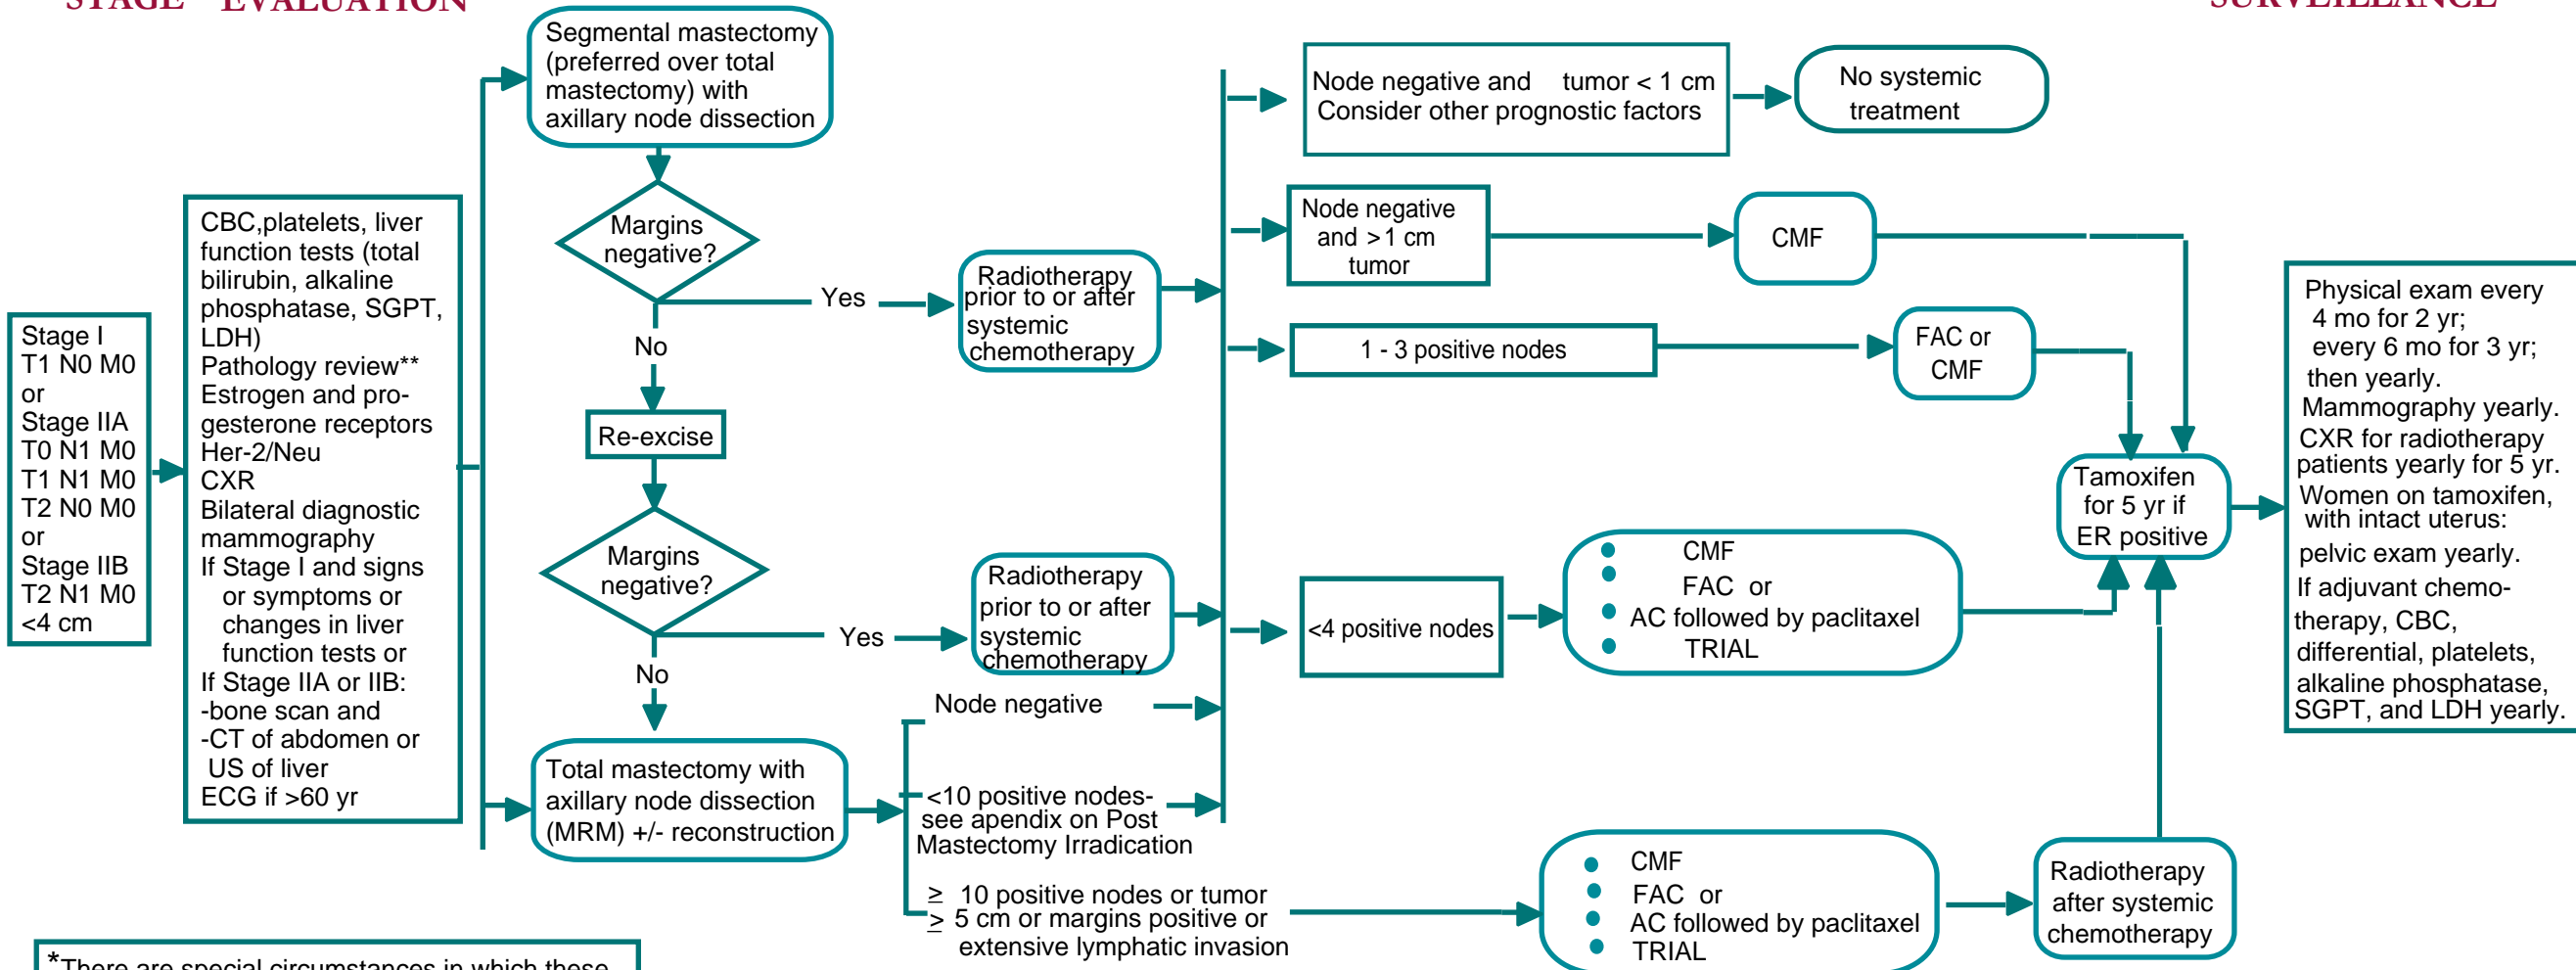 STAGE EVALUATION
SURVEILLANCE
Stage I
T1 N0 M0
or
Stage IIA
T0 N1 M0
T1 N1 M0
T2 N0 M0
or
Stage IIB
T2 N1 M0
<4 cm
CBC,platelets, liver
function tests (total
bilirubin, alkaline
phosphatase, SGPT,
LDH)
Pathology review**
Estrogen and pro-
gesterone receptors
Her-2/Neu
CXR
Bilateral diagnostic
mammography
If Stage I and signs
or symptoms or
changes in liver
function tests or
If Stage IIA or IIB:
-bone scan and
-CT of abdomen or
US of liver
ECG if >60 yr
Segmental mastectomy
(preferred over total
mastectomy) with
axillary node dissection
Margins
negative?
Yes
No
Re-excise
Margins
negative?
Yes
No
Total mastectomy with
axillary node dissection
(MRM) +/- reconstruction
Radiotherapy
prior to or after
systemic
chemotherapy
Radiotherapy
prior to or after
systemic
chemotherapy
Node negative
<10 positive nodes-
see apendix on Post
Mastectomy Irradication
≥ 10 positive nodes or tumor
≥ 5 cm or margins positive or
extensive lymphatic invasion
Node negative and tumor < 1 cm
Consider other prognostic factors
No systemic
treatment
Node negative
and >1 cm
tumor
CMF
1 - 3 positive nodes
FAC or
CMF
<4 positive nodes
• CMF
• FAC or
• AC followed by paclitaxel
• TRIAL
• CMF
• FAC or
• AC followed by paclitaxel
• TRIAL
Radiotherapy
after systemic
chemotherapy
Tamoxifen
for 5 yr if
ER positive
Physical exam every
4 mo for 2 yr;
every 6 mo for 3 yr;
then yearly.
Mammography yearly.
CXR for radiotherapy
patients yearly for 5 yr.
Women on tamoxifen,
with intact uterus:
pelvic exam yearly.
If adjuvant chemo-
therapy, CBC,
differential, platelets,
alkaline phosphatase,
SGPT, and LDH yearly.
*There are special circumstances in which these